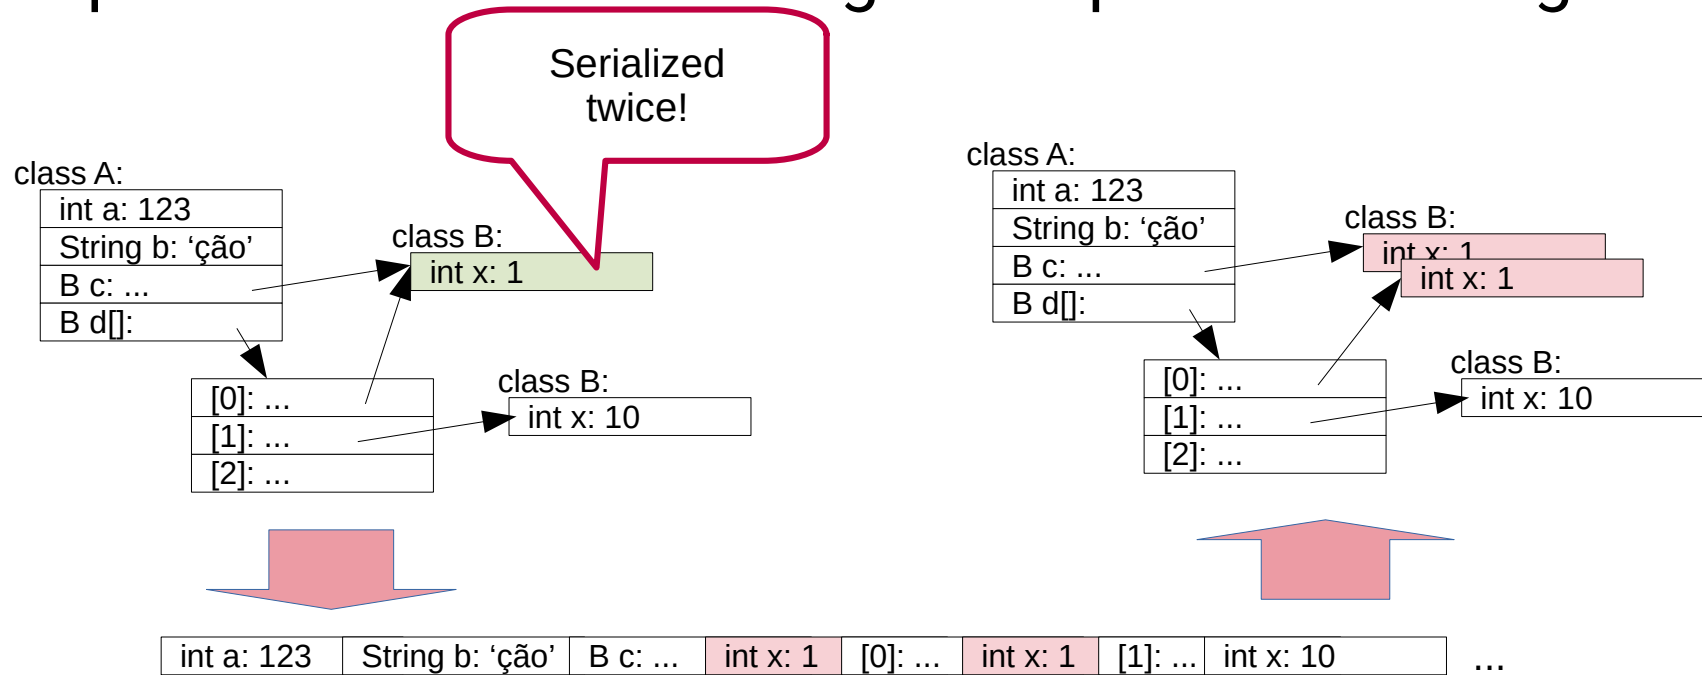 Serialized
twice!
class A:
int a: 123
String b: ‘ção’
B c: ...
B d[]:
class B:
int x: 1
[0]: ...
[1]: ...
[2]: ...
class B:
int x: 10
class A:
int a: 123
String b: ‘ção’
B c: ...
B d[]:
class B:
int x: 1
int x: 1
[0]: ...
[1]: ...
[2]: ...
class B:
int x: 10
int a: 123 String b: ‘ção’ B c: ... int x: 1 [0]: ... int x: 1 [1]: ... int x: 10 ...